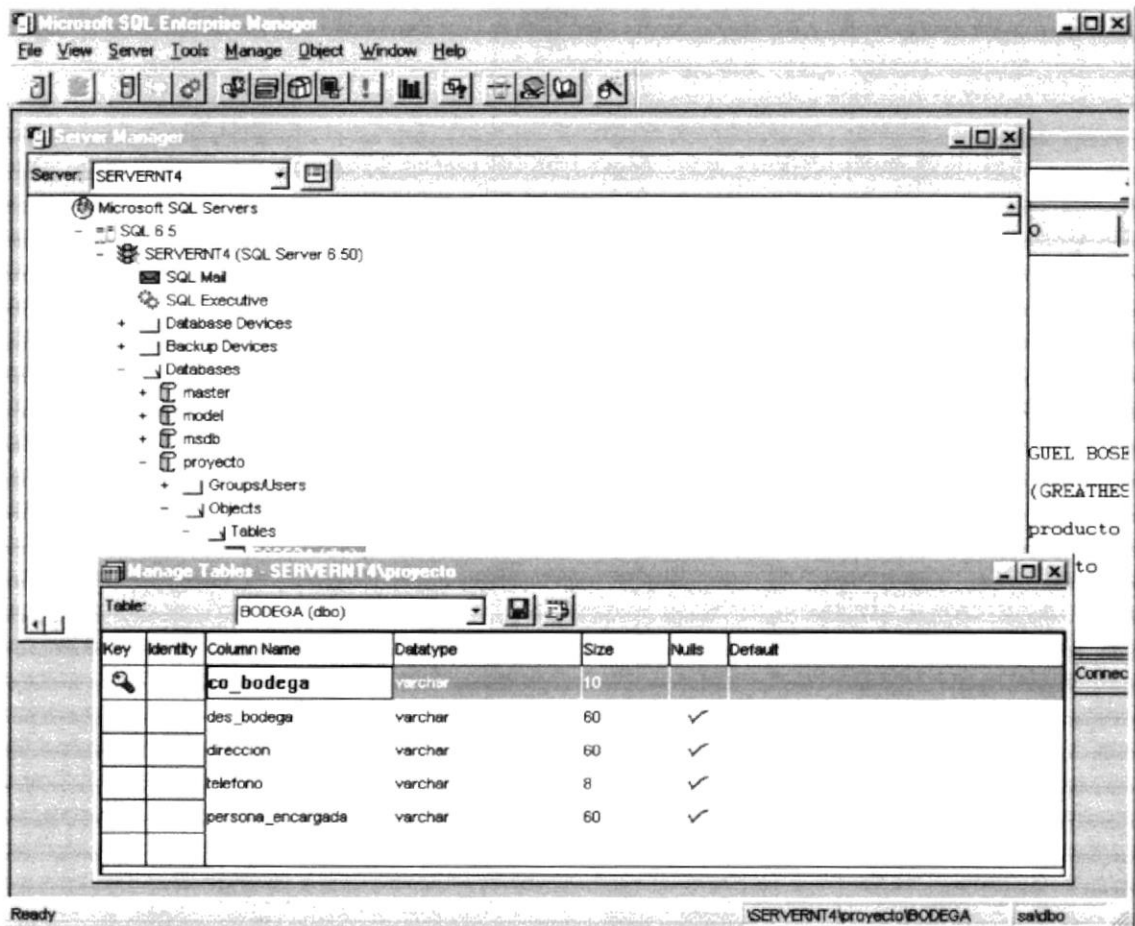 Microsoft SQL Enterprise Manager
File View Server Tools Manage Object Window Help
Server Manager
Server: SERVERNT4
Microsoft SQL Servers
SQL 6.5
SERVERNT4 (SQL Server 6.50)
SQL Mail
SQL Executive
Database Devices
Backup Devices
Databases
master
model
msdb
proyecto
Groups/Users
Objects
Tables
GUEL BOSE
(GREATHES
producto
to
Manage Tables - SERVERNT4\proyecto
Table: BODEGA (dbo)
Key Identity Column Name Datatype Size Nulls Default
co_bodega varchar 10
des_bodega varchar 60
direccion varchar 60
telefono varchar 8
persona_encargada varchar 60
Connec
Ready \SERVERNT4\proyecto\BODEGA sa\dbo